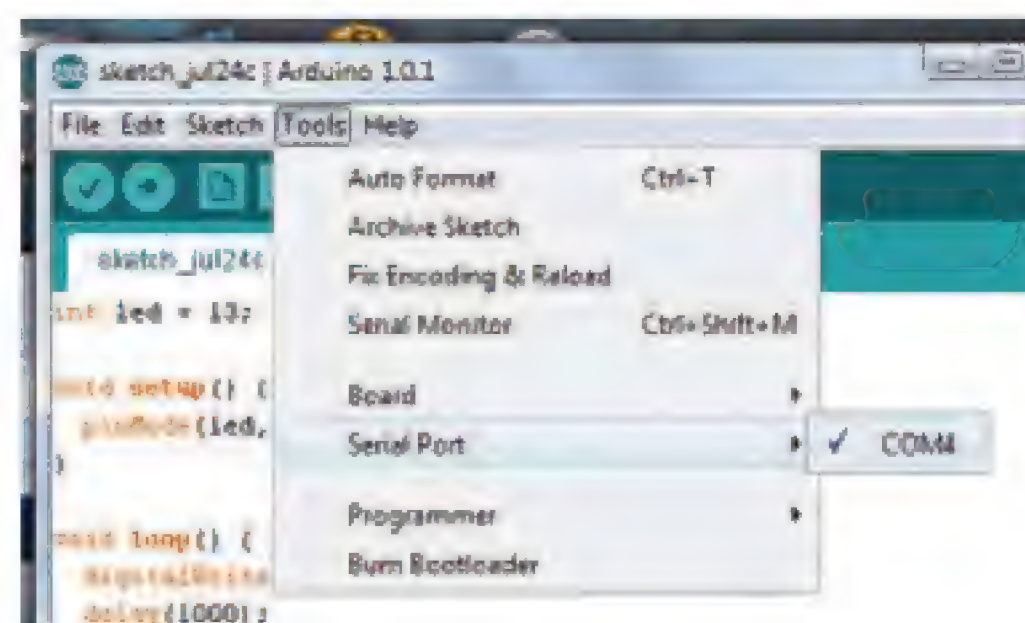 sketch_jul24c | Arduino 1.0.1
File Edit Sketch Tools Help
Auto Format Ctrl+T
Archive Sketch
sketch_jul24c
Fix Encoding & Reload
int led = 13;
Serial Monitor Ctrl+Shift+M
void setup() {
Board
pinMode(led,
Serial Port
COM4
}
Programmer
void loop() {
Burn Bootloader
digitalWrite
delay(1000);